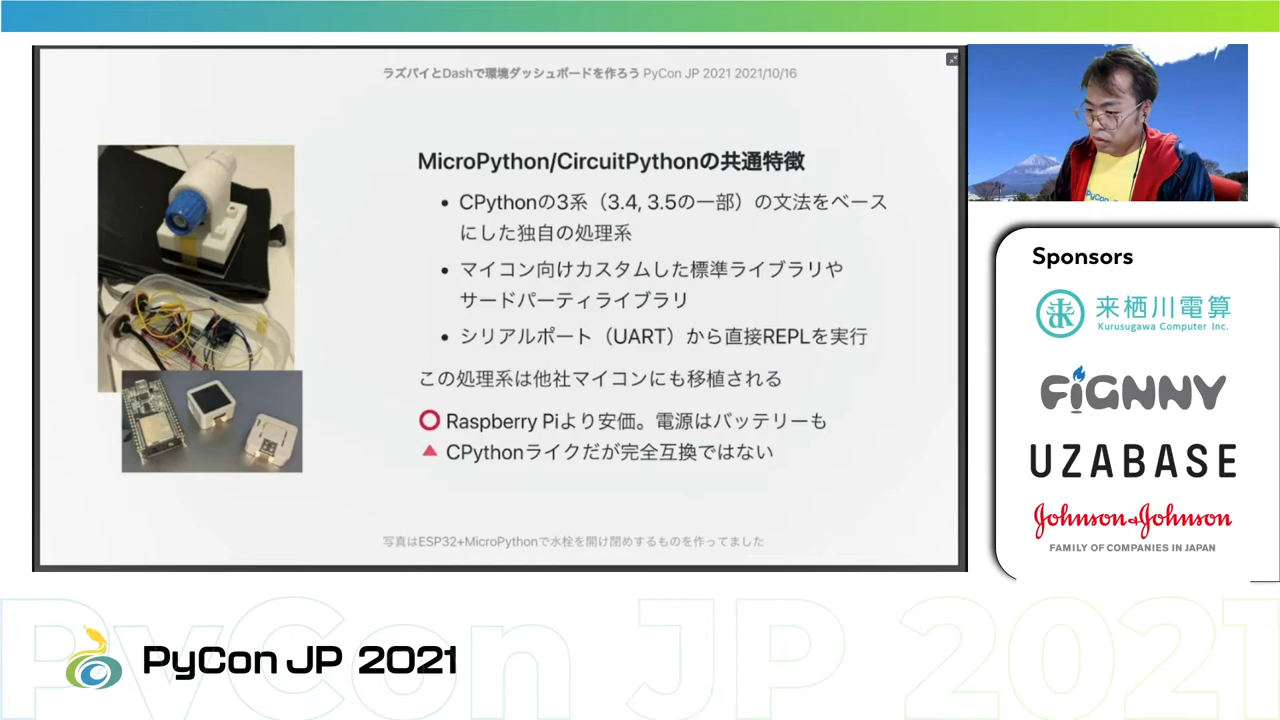 ラズパイとDashで環境ダッシュボードを作ろう PyCon JP 2021 2021/10/16
MicroPython/CircuitPythonの共通特徴
• CPythonの3系（3.4, 3.5の一部）の文法をベース
にした独自の処理系
• マイコン向けカスタムした標準ライブラリや
サードパーティライブラリ
• シリアルポート（UART）から直接REPLを実行
この処理系は他社マイコンにも移植される
⭕ Raspberry Piより安価。電源はバッテリーも
🔺 CPythonライクだが完全互換ではない
写真はESP32+MicroPythonで水栓を開け閉めするものを作ってました
PyCon
Sponsors
来栖川電算
Kurusugawa Computer Inc.
FiGNNY
UZABASE
Johnson&Johnson
FAMILY OF COMPANIES IN JAPAN
PyCon JP 2021
PyCon JP 2021